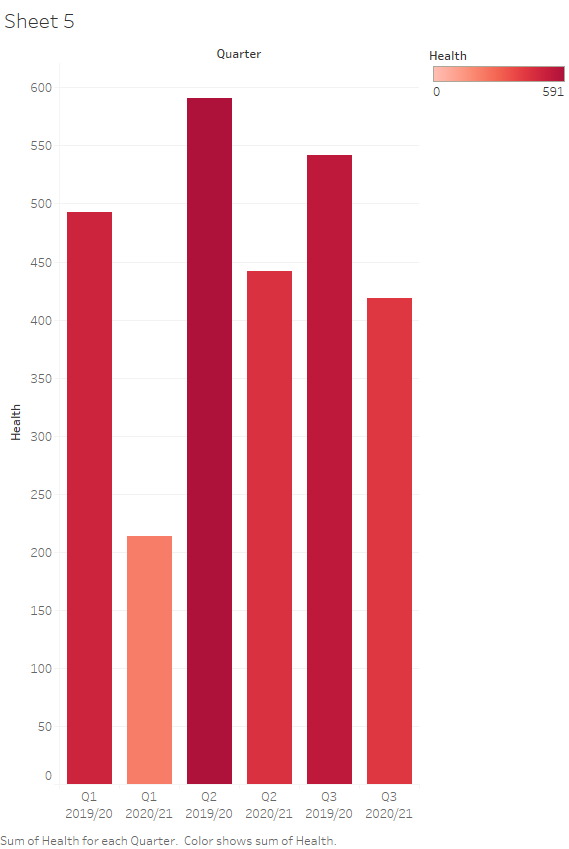 Sheet 5
Quarter
Health
0 591
600
550
500
450
400
350
300
250
200
150
100
50
0
Health
Q1 Q1 Q2 Q2 Q3 Q3
2019/20 2020/21 2019/20 2020/21 2019/20 2020/21
Sum of Health for each Quarter. Color shows sum of Health.